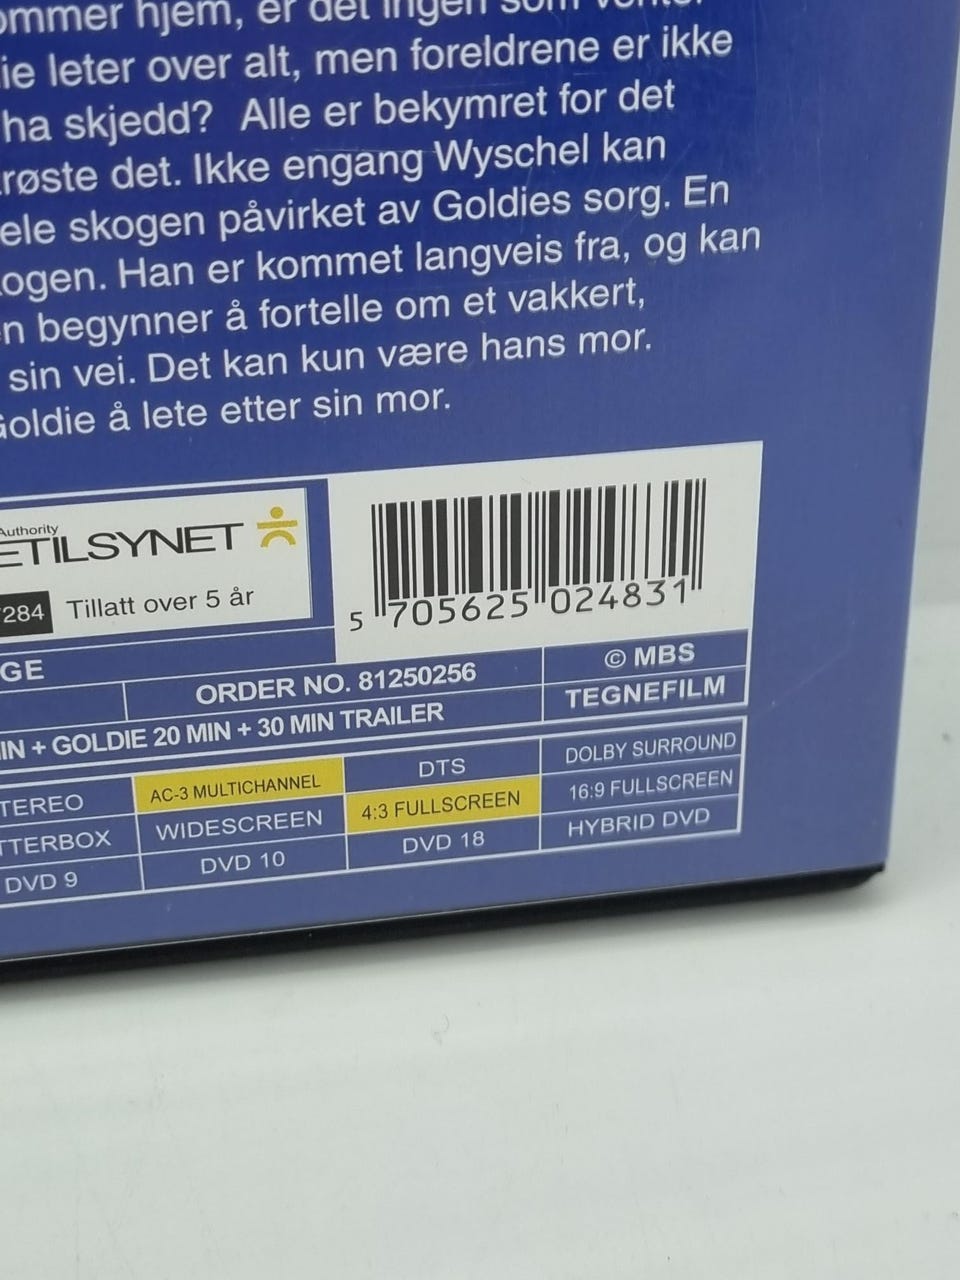 hjem, er det ingen som
leter over alt, men foreldrene er ikke
ha skjedd? Alle er bekymret for det
røste det. Ikke engang Wyschel kan
ele skogen påvirket av Goldies sorg. En
ogen. Han er kommet langveis fra, og kan
n begynner å fortelle om et vakkert,
sin vei. Det kan kun være hans mor.
Goldie å lete etter sin mor.
Authority
ETILSYNET
284 Tillatt over 5 år
5 705625 024831
GE
ORDER NO. 81250256
© MBS
TEGNEFILM
IN + GOLDIE 20 MIN + 30 MIN TRAILER
TEREO AC-3 MULTICHANNEL DTS DOLBY SURROUND
TTERBOX WIDESCREEN 4:3 FULLSCREEN 16:9 FULLSCREEN
DVD 9 DVD 10 DVD 18 HYBRID DVD